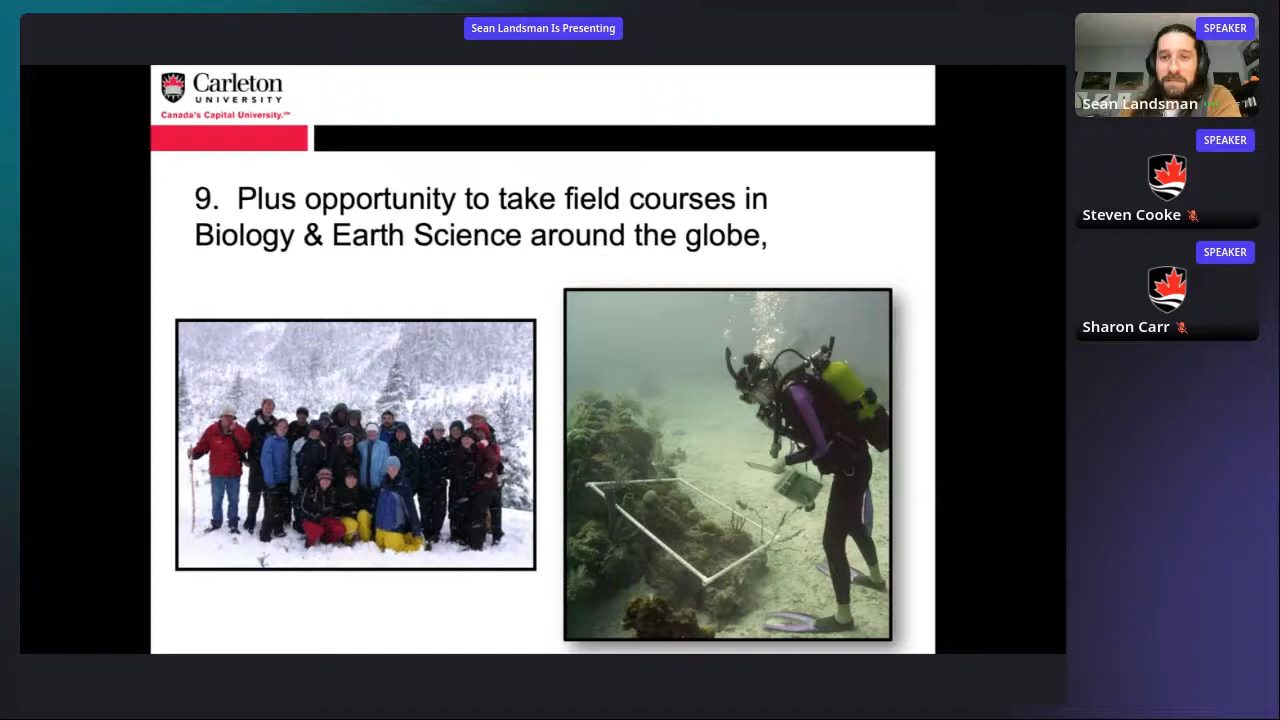 Sean Landsman Is Presenting
SPEAKER
Sean Landsman
SPEAKER
Steven Cooke
SPEAKER
Sharon Carr
Carleton
UNIVERSITY
Canada's Capital University.℠
9. Plus opportunity to take field courses in
Biology & Earth Science around the globe,